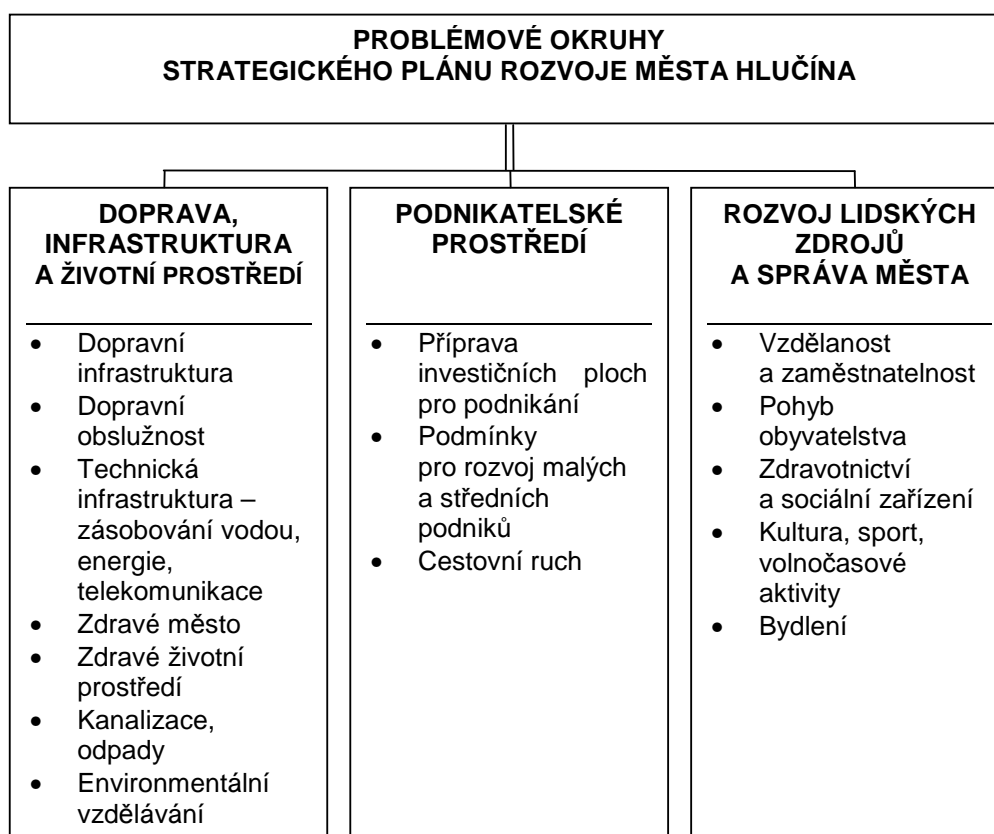 PROBLÉMOVÉ OKRUHY
STRATEGICKÉHO PLÁNU ROZVOJE MĚSTA HLUČÍNA
DOPRAVA,
INFRASTRUKTURA
A ŽIVOTNÍ PROSTŘEDÍ
• Dopravní
infrastruktura
• Dopravní
obslužnost
• Technická
infrastruktura –
zásobování vodou,
energie,
telekomunikace
• Zdravé město
• Zdravé životní
prostředí
• Kanalizace,
odpady
• Environmentální
vzdělávání
PODNIKATELSKÉ
PROSTŘEDÍ
• Příprava
investičních ploch
pro podnikání
• Podmínky
pro rozvoj malých
a středních
podniků
• Cestovní ruch
ROZVOJ LIDSKÝCH
ZDROJŮ
A SPRÁVA MĚSTA
• Vzdělanost
a zaměstnatelnost
• Pohyb
obyvatelstva
• Zdravotnictví
a sociální zařízení
• Kultura, sport,
volnočasové
aktivity
• Bydlení